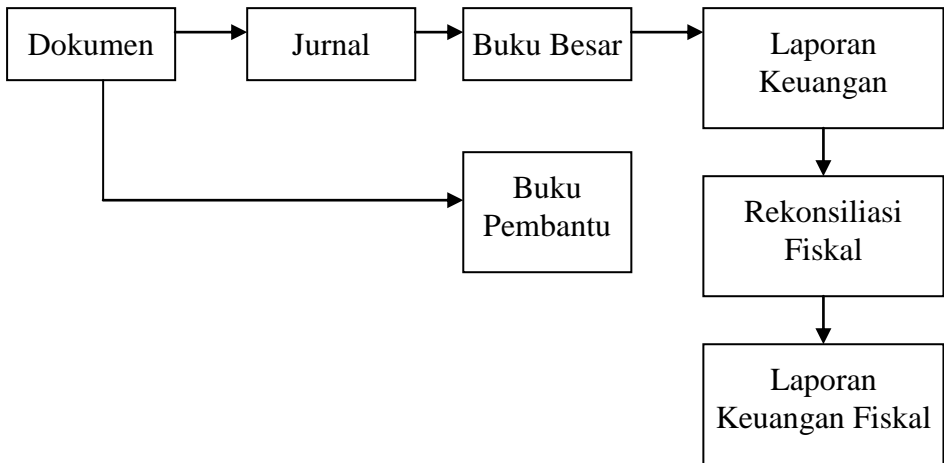 Dokumen
Jurnal
Buku Besar
Laporan
Keuangan
Buku
Pembantu
Rekonsiliasi
Fiskal
Laporan
Keuangan Fiskal